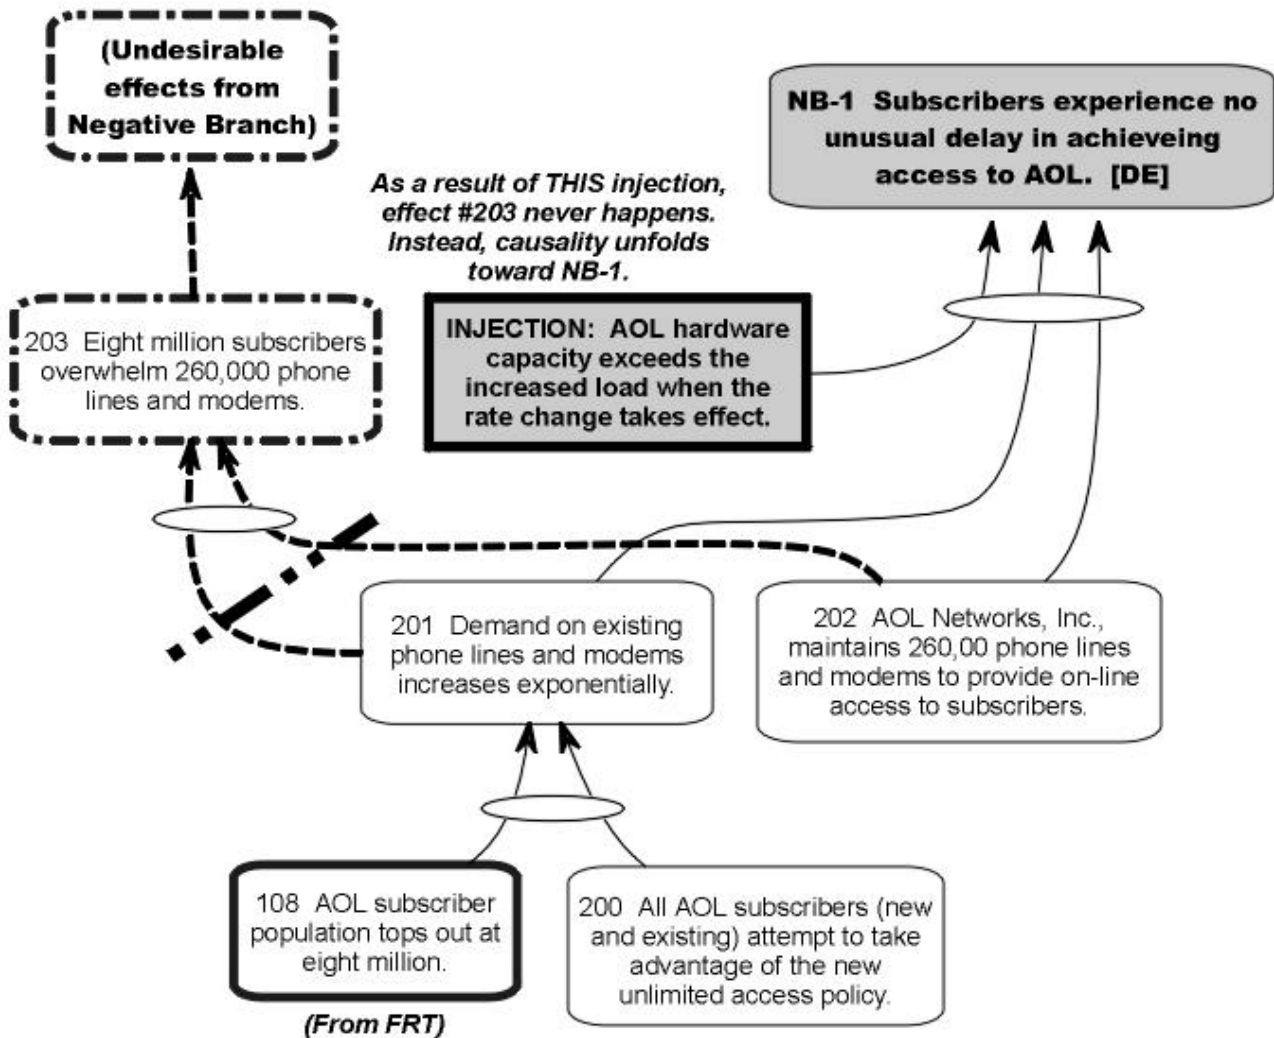 (Undesirable
effects from
Negative Branch)
NB-1  Subscribers experience no
unusual delay in achieveing
access to AOL.  [DE]
As a result of THIS injection,
effect #203 never happens.
Instead, causality unfolds
toward NB-1.
203  Eight million subscribers
overwhelm 260,000 phone
lines and modems.
INJECTION:  AOL hardware
capacity exceeds the
increased load when the
rate change takes effect.
201  Demand on existing
phone lines and modems
increases exponentially.
202  AOL Networks, Inc.,
maintains 260,00 phone lines
and modems to provide on-line
access to subscribers.
108  AOL subscriber
population tops out at
eight million.
(From FRT)
200  All AOL subscribers (new
and existing) attempt to take
advantage of the new
unlimited access policy.